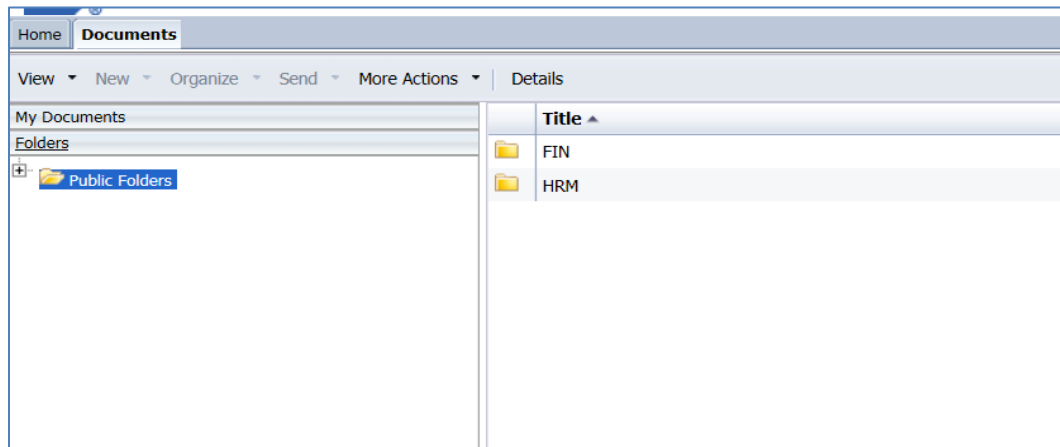 Home Documents
View New Organize Send More Actions Details
My Documents
Folders
Public Folders
Title
FIN
HRM